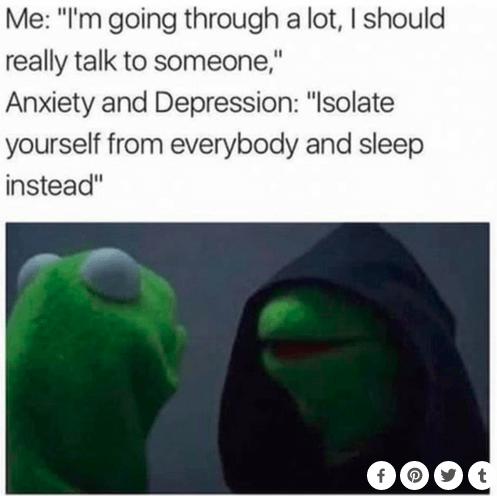 Me: "I'm going through a lot, I should
really talk to someone,"
Anxiety and Depression: "Isolate
yourself from everybody and sleep
instead"